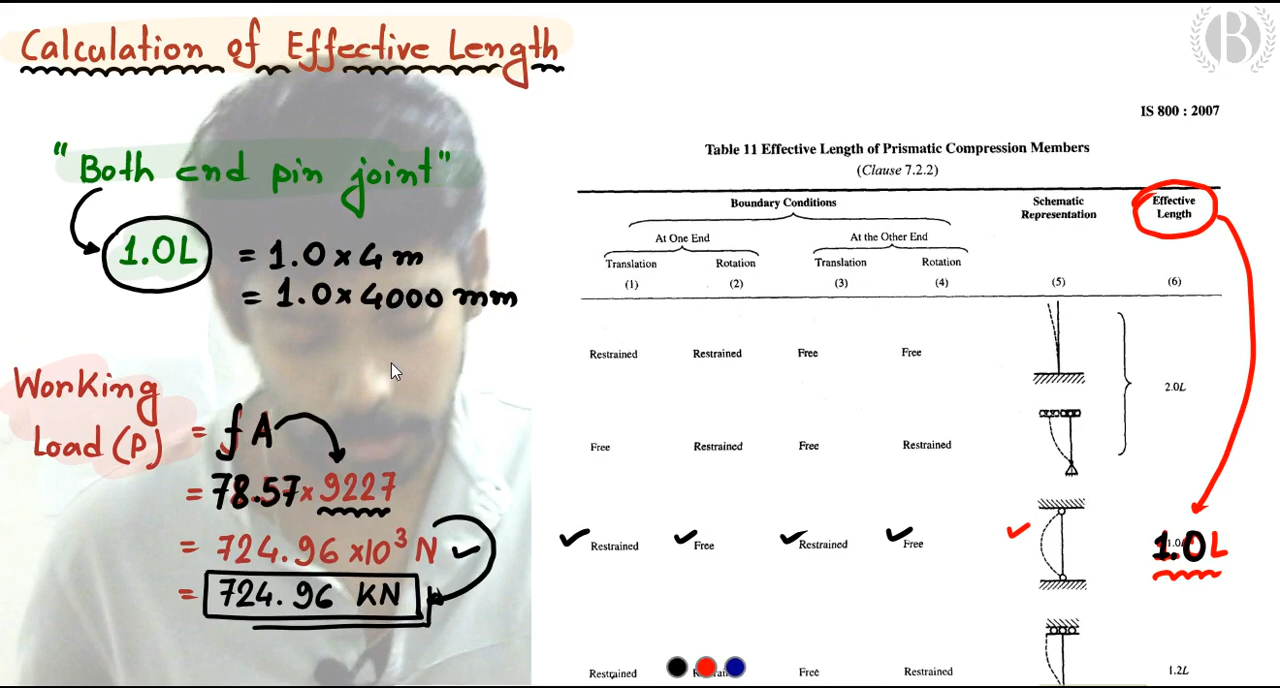 Calculation of Effective Length
"Both end pin joint"
1.0L = 1.0 x 4 m
= 1.0 x 4000 mm
Working Load (P) = f A
= 78.57 x 9227
= 724.96 x10³ N
= 724.96 KN
B
IS 800 : 2007
Table 11 Effective Length of Prismatic Compression Members
(Clause 7.2.2)
Boundary Conditions
Schematic Representation
Effective Length
At One End
At the Other End
Translation Rotation Translation Rotation
(1) (2) (3) (4) (5) (6)
Restrained Restrained Free Free
2.0L
Free Restrained Free Restrained
Restrained Free Restrained Free 1.0L
Restrained Free Restrained 1.2L